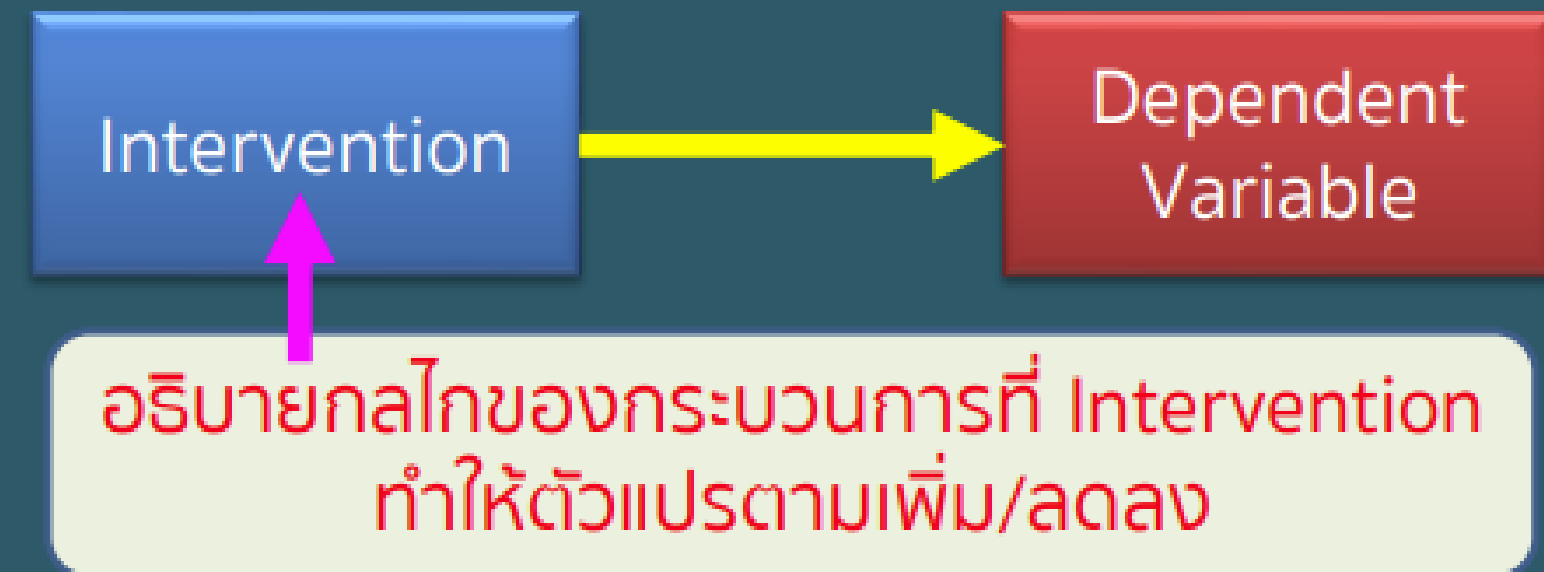 Intervention
Dependent
Variable
อธิบายกลไกของกระบวนการที่ Intervention
ทำให้ตัวแปรตามเพิ่ม/ลดลง